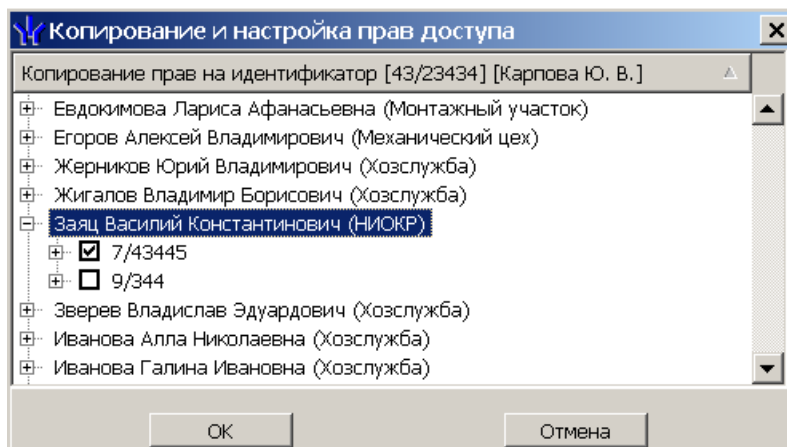 Копирование и настройка прав доступа
Копирование прав на идентификатор [43/23434] [Карпова Ю. В.]
Евдокимова Лариса Афанасьевна (Монтажный участок)
Егоров Алексей Владимирович (Механический цех)
Жерников Юрий Владимирович (Хозслужба)
Жигалов Владимир Борисович (Хозслужба)
Заяц Василий Константинович (НИОКР)
7/43445
9/344
Зверев Владислав Эдуардович (Хозслужба)
Иванова Алла Николаевна (Хозслужба)
Иванова Галина Ивановна (Хозслужба)
OK Отмена